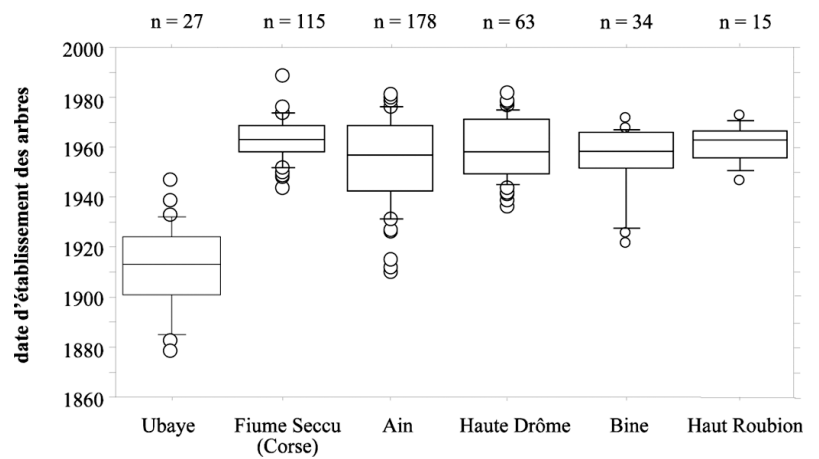 n = 27 n = 115 n = 178 n = 63 n = 34 n = 15
date d'établissement des arbres
2000
1980
1960
1940
1920
1900
1880
1860
Ubaye Fiume Seccu Ain Haute Drôme Bine Haut Roubion
(Corse)